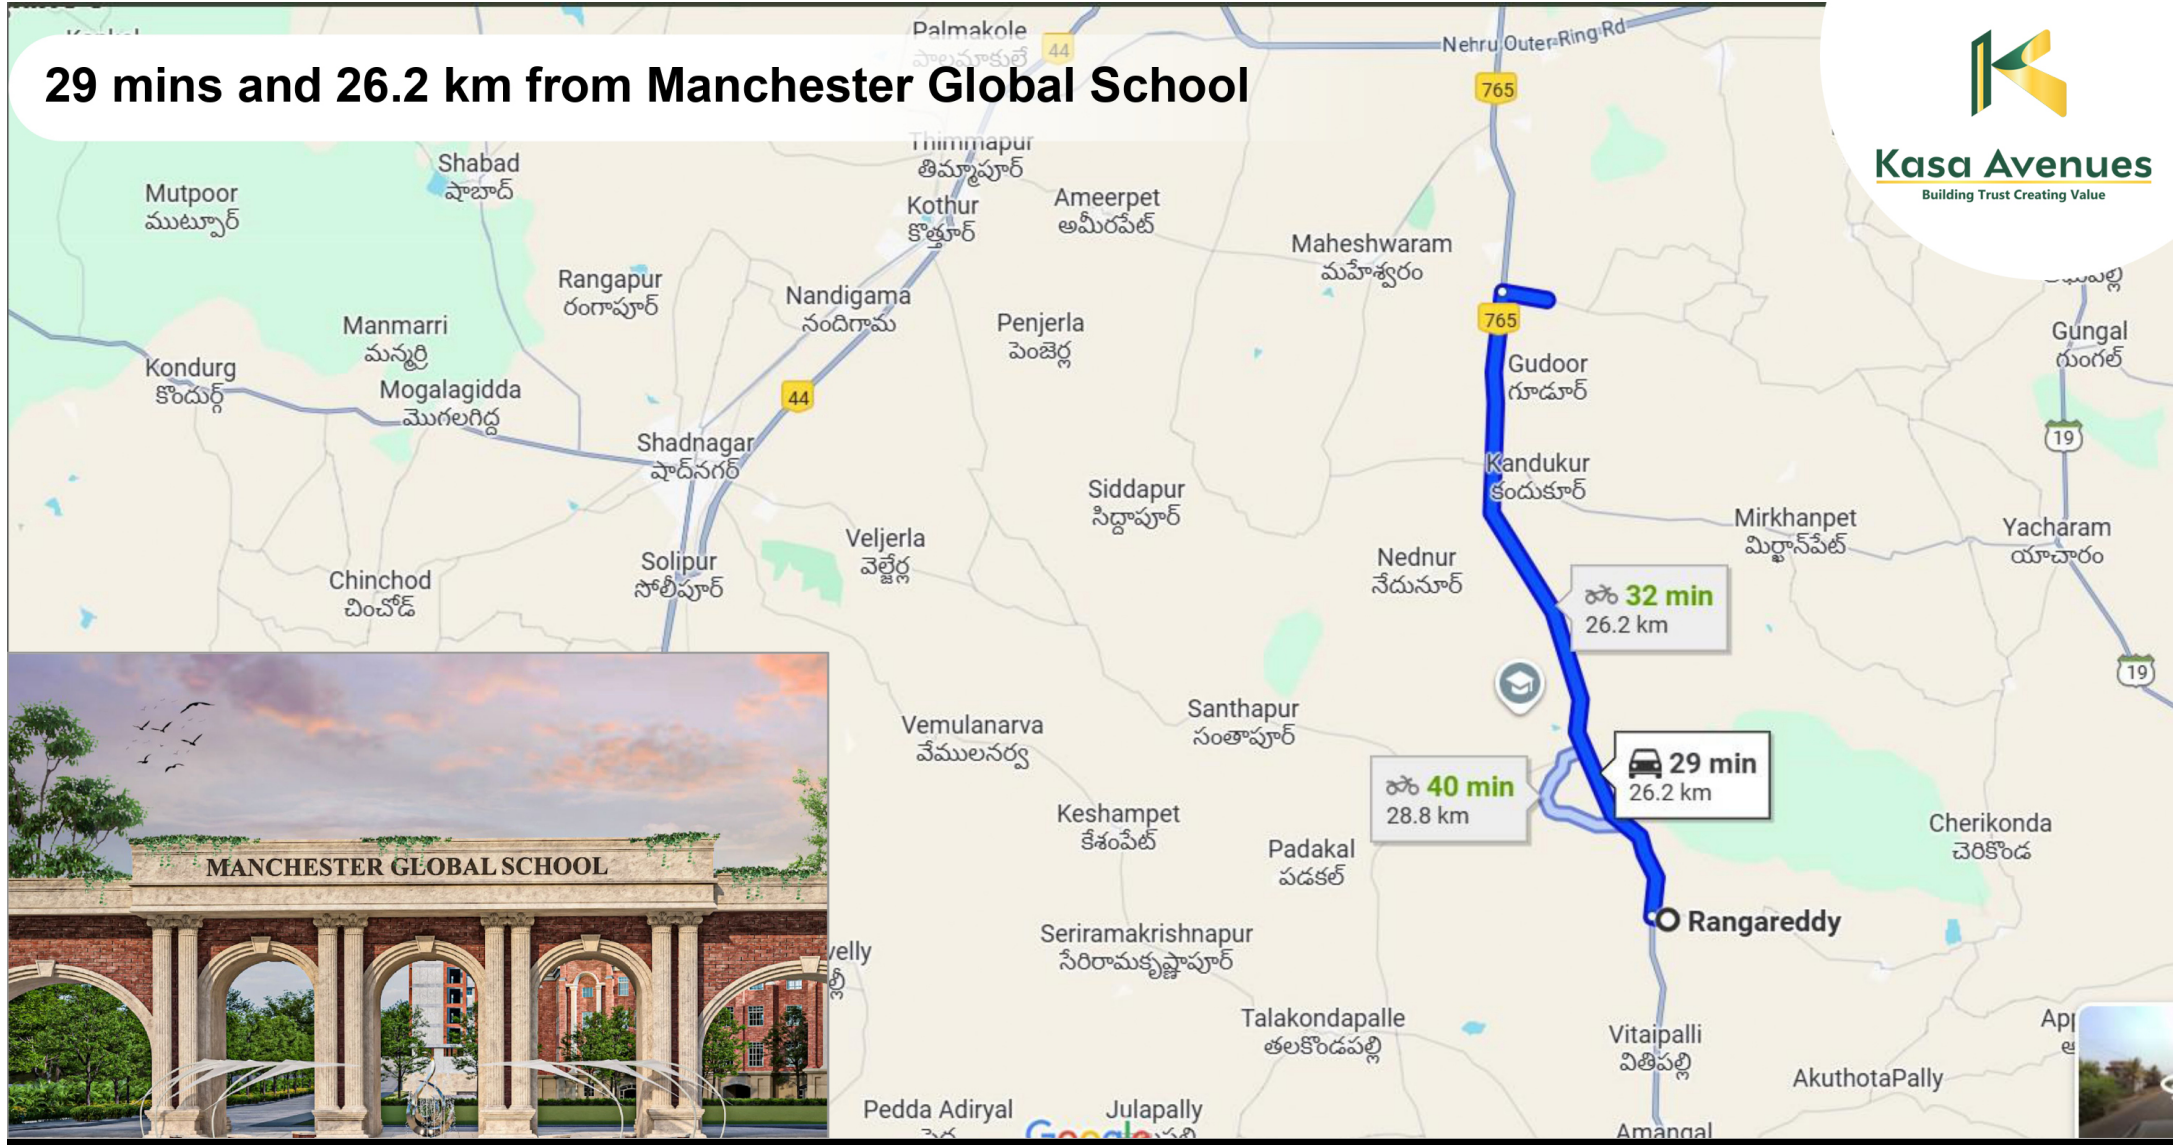 29 mins and 26.2 km from Manchester Global School
Kasa Avenues
Building Trust Creating Value
Palmakole
పాలమాకులే
44
Nehru Outer Ring Rd
765
Thimmapur
తిమ్మాపూర్
Shabad
షాబాద్
Mutpoor
ముట్పూర్
Kothur
కొత్తూర్
Ameerpet
అమీరపేట్
Maheshwaram
మహేశ్వరం
Rangapur
రంగాపూర్
Nandigama
నందిగామ
765
Penjerla
పెంజెర్ల
Manmarri
మన్మర్రి
Gungal
గుంగల్
Kondurg
కొందుర్గ్
Gudoor
గూడూర్
Mogalagidda
మొగలగిద్ద
44
19
Shadnagar
షాద్‌నగర్
Kandukur
కందుకూర్
Siddapur
సిద్దాపూర్
Mirkhanpet
మిర్ఖాన్‌పేట్
Yacharam
యాచారం
Veljerla
వెల్జేర్ల
Nednur
నేదునూర్
Solipur
సోలీపూర్
Chinchod
చించోడ్
32 min
26.2 km
19
Santhapur
సంతాపూర్
Vemulanarva
వేములనర్వ
29 min
26.2 km
40 min
28.8 km
Keshampet
కేశంపేట్
Cherikonda
చెరికొండ
Padakal
పడకల్
MANCHESTER GLOBAL SCHOOL
Rangareddy
velly
Seriramakrishnapur
సేరిరామకృష్ణాపూర్
Talakondapalle
తలకొండపల్లి
Vitaipalli
వితిపల్లి
AkuthotaPally
Pedda Adiryal
Julapally
Google
Amangal